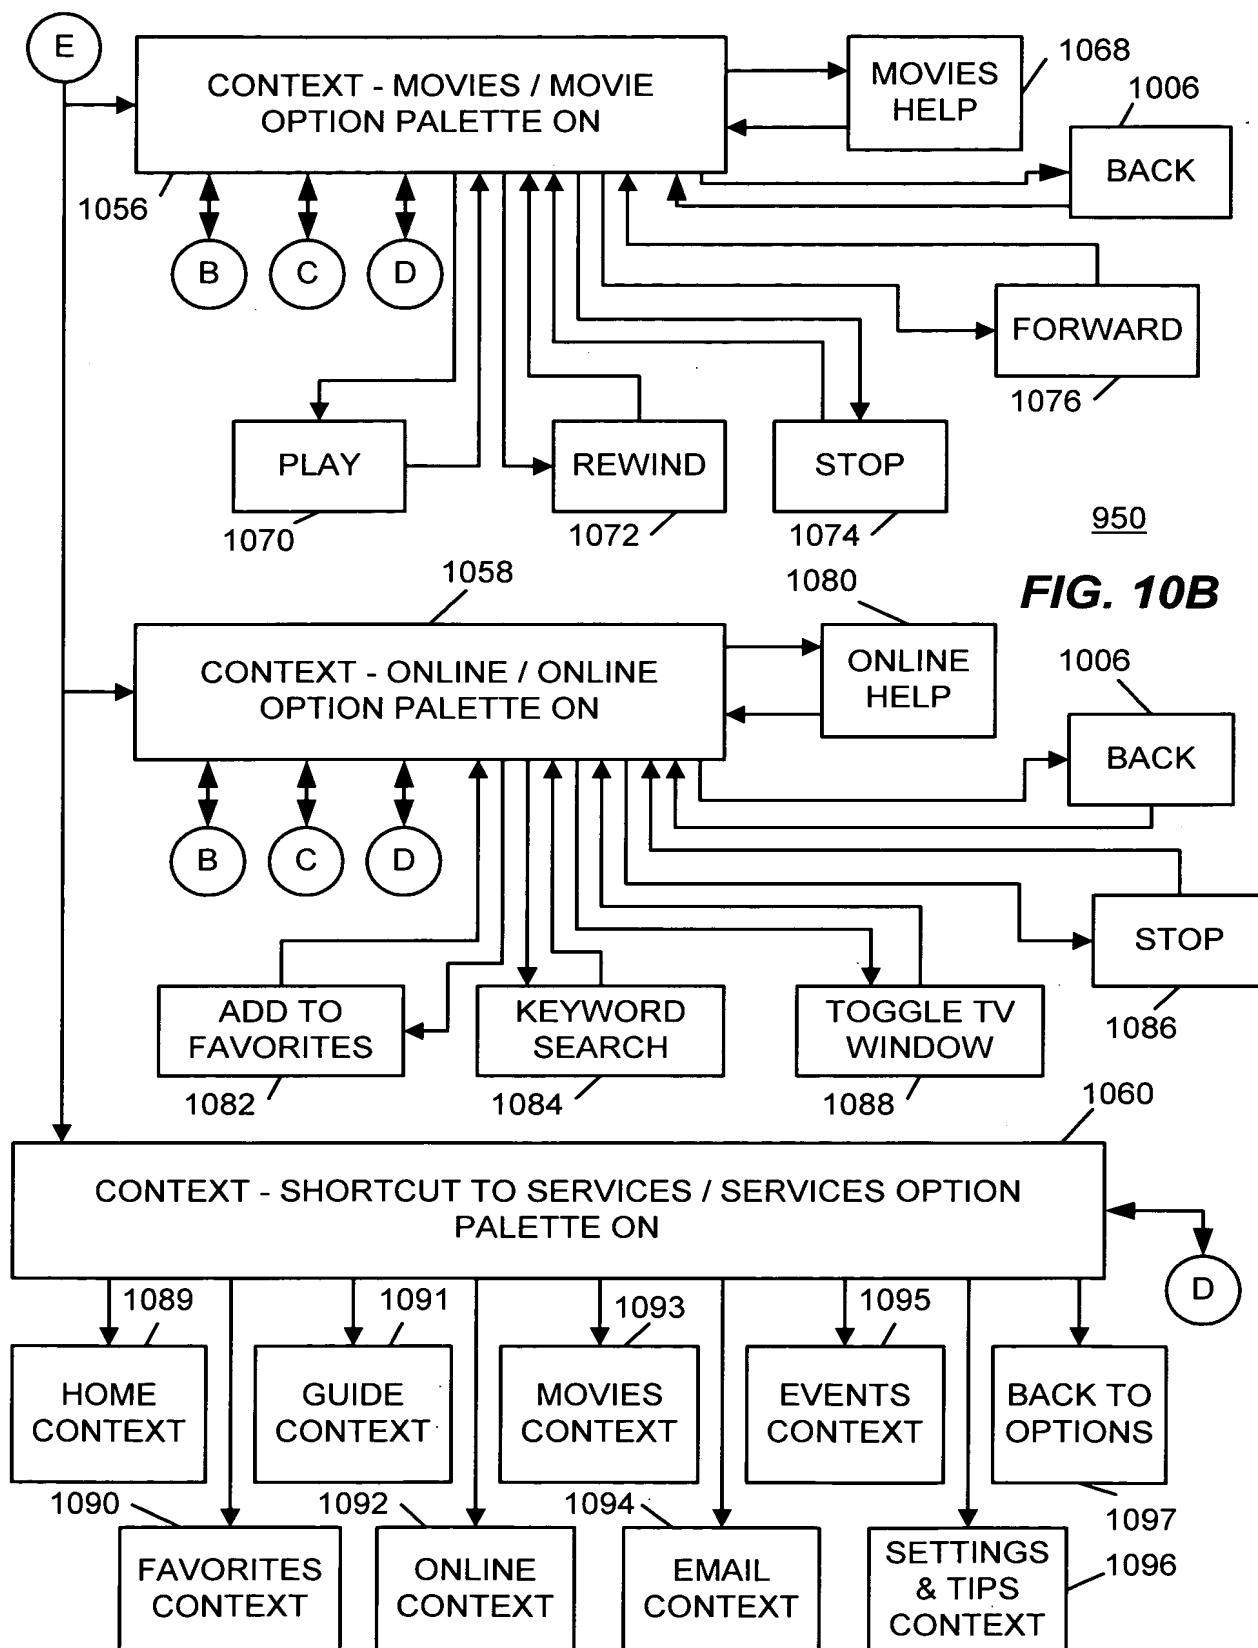 E
CONTEXT - MOVIES / MOVIE
OPTION PALETTE ON
MOVIES
HELP
1068
1006
BACK
1056
B
C
D
FORWARD
1076
PLAY
REWIND
STOP
1070
1072
1074
950
FIG. 10B
1058
1080
CONTEXT - ONLINE / ONLINE
OPTION PALETTE ON
ONLINE
HELP
1006
BACK
B
C
D
STOP
1086
ADD TO
FAVORITES
KEYWORD
SEARCH
TOGGLE TV
WINDOW
1082
1084
1088
1060
CONTEXT - SHORTCUT TO SERVICES / SERVICES OPTION
PALETTE ON
D
1089
1091
1093
1095
HOME
CONTEXT
GUIDE
CONTEXT
MOVIES
CONTEXT
EVENTS
CONTEXT
BACK TO
OPTIONS
1090
1092
1094
1097
FAVORITES
CONTEXT
ONLINE
CONTEXT
EMAIL
CONTEXT
SETTINGS
& TIPS
CONTEXT
1096